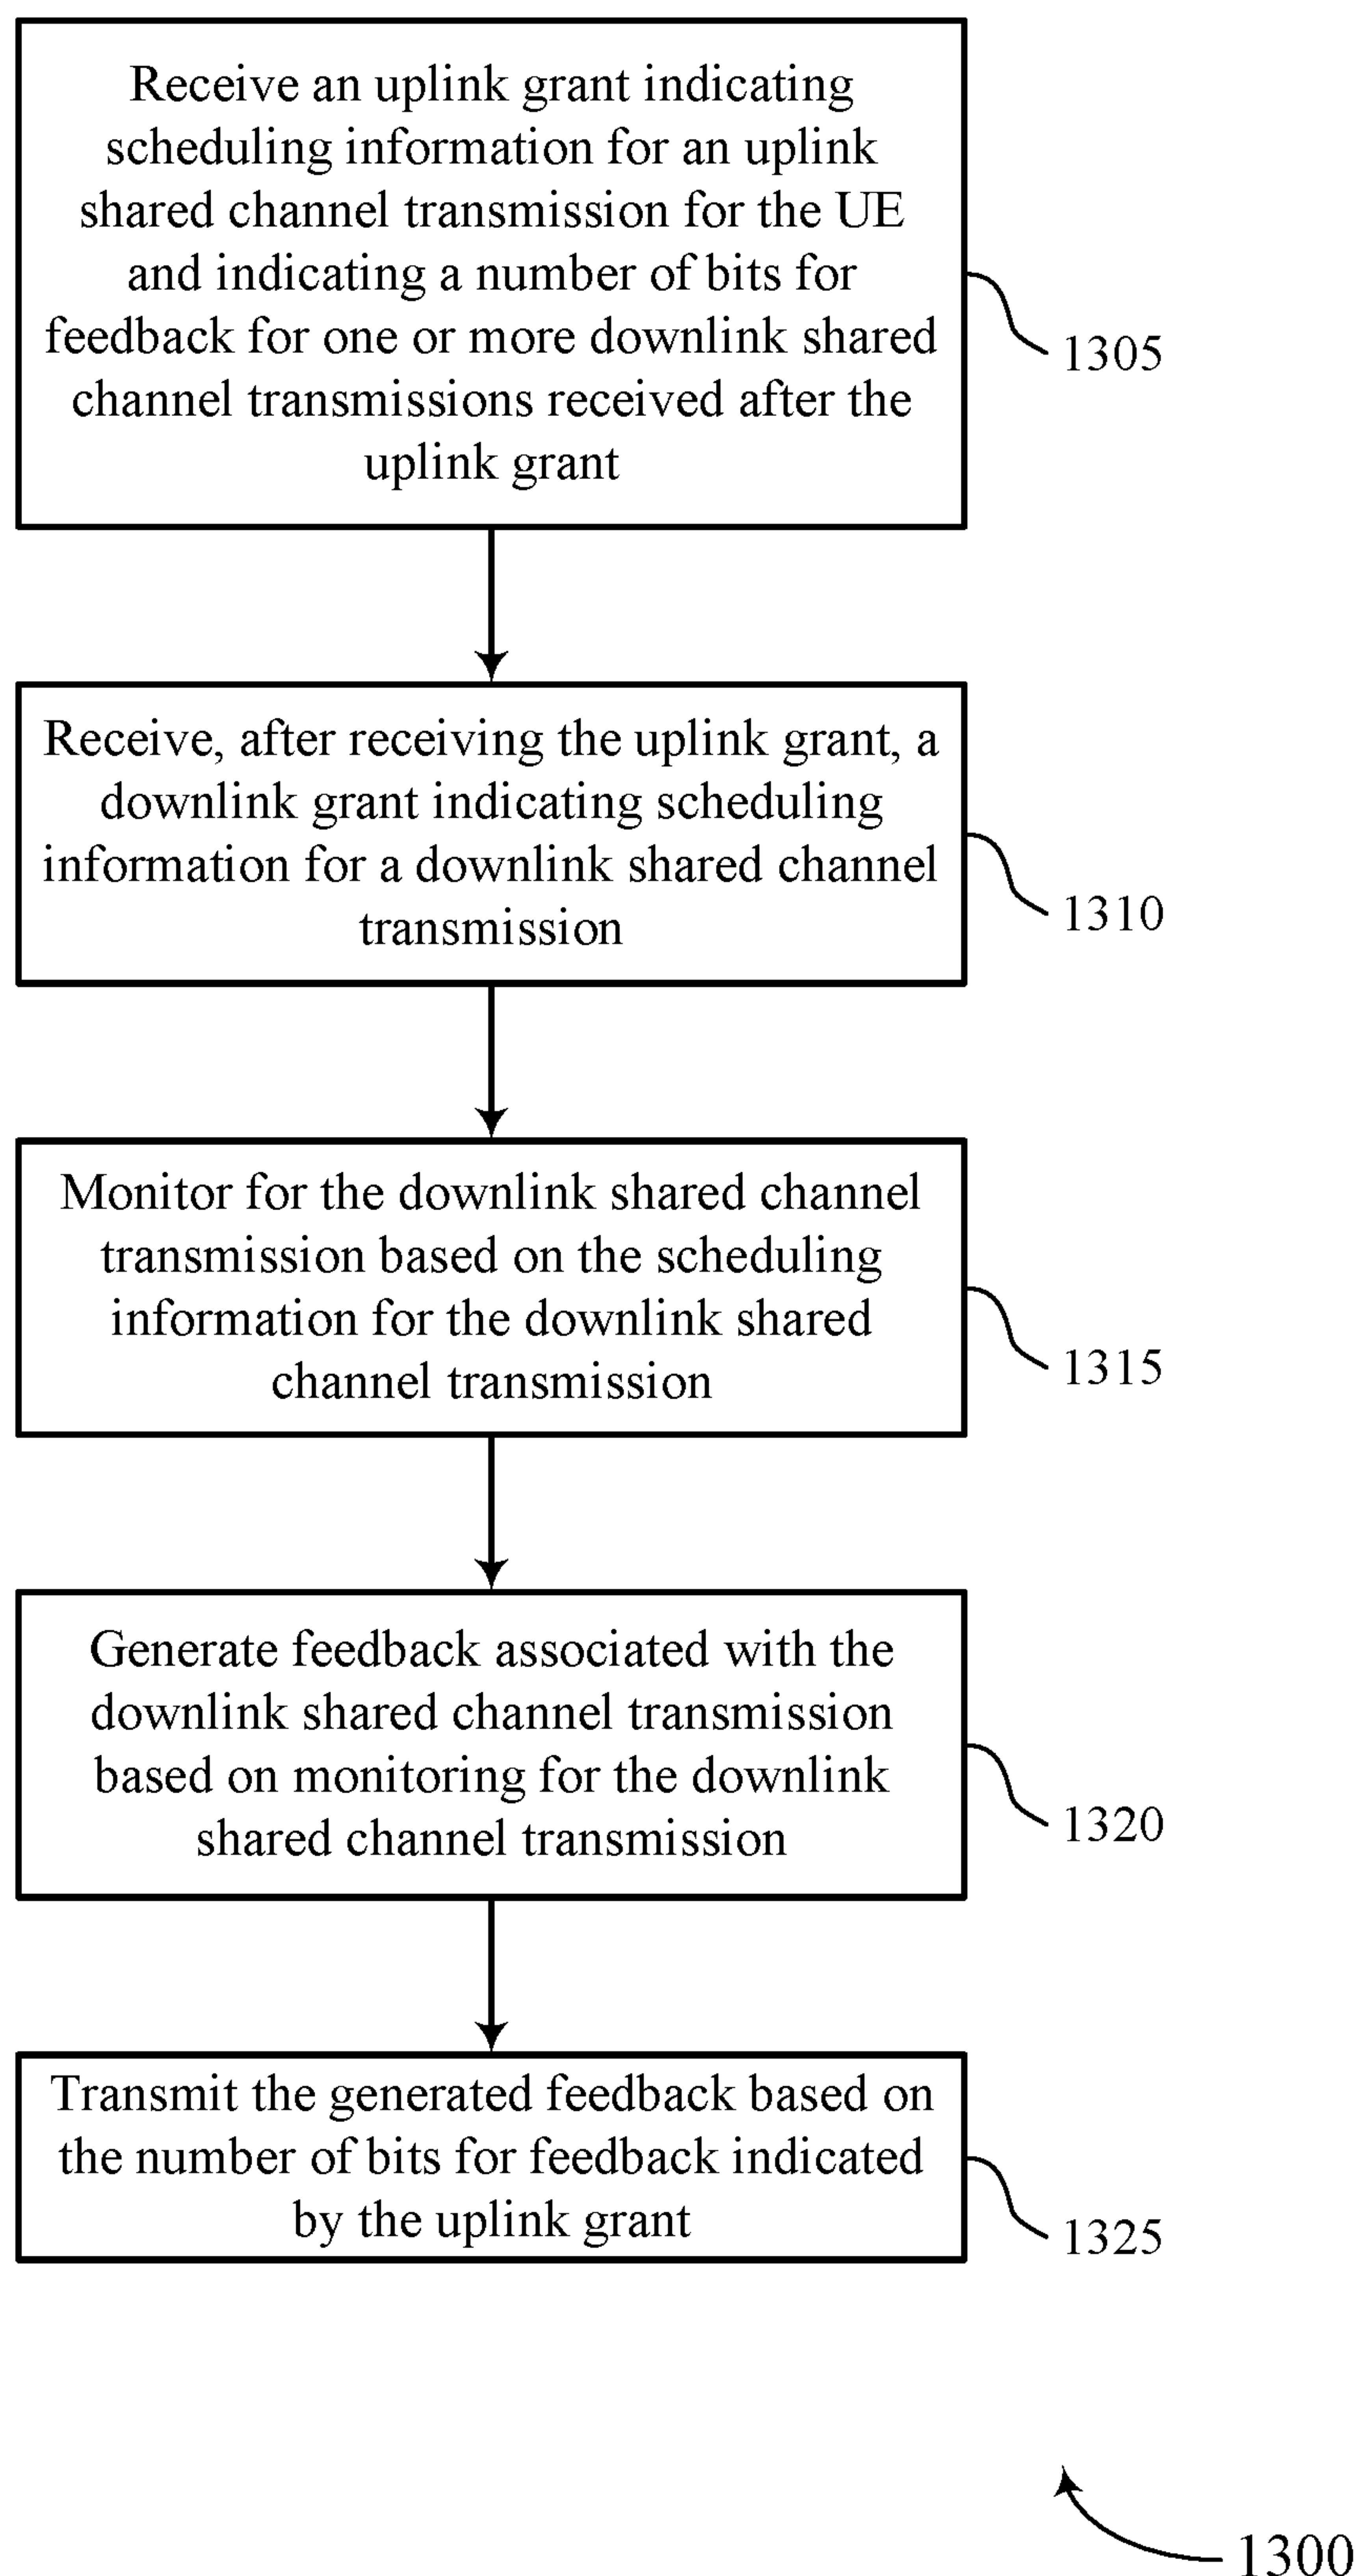 Receive an uplink grant indicating
scheduling information for an uplink
shared channel transmission for the UE
and indicating a number of bits for
feedback for one or more downlink shared
channel transmissions received after the
uplink grant
1305
Receive, after receiving the uplink grant, a
downlink grant indicating scheduling
information for a downlink shared channel
transmission
1310
Monitor for the downlink shared channel
transmission based on the scheduling
information for the downlink shared
channel transmission
1315
Generate feedback associated with the
downlink shared channel transmission
based on monitoring for the downlink
shared channel transmission
1320
Transmit the generated feedback based on
the number of bits for feedback indicated
by the uplink grant
1325
1300